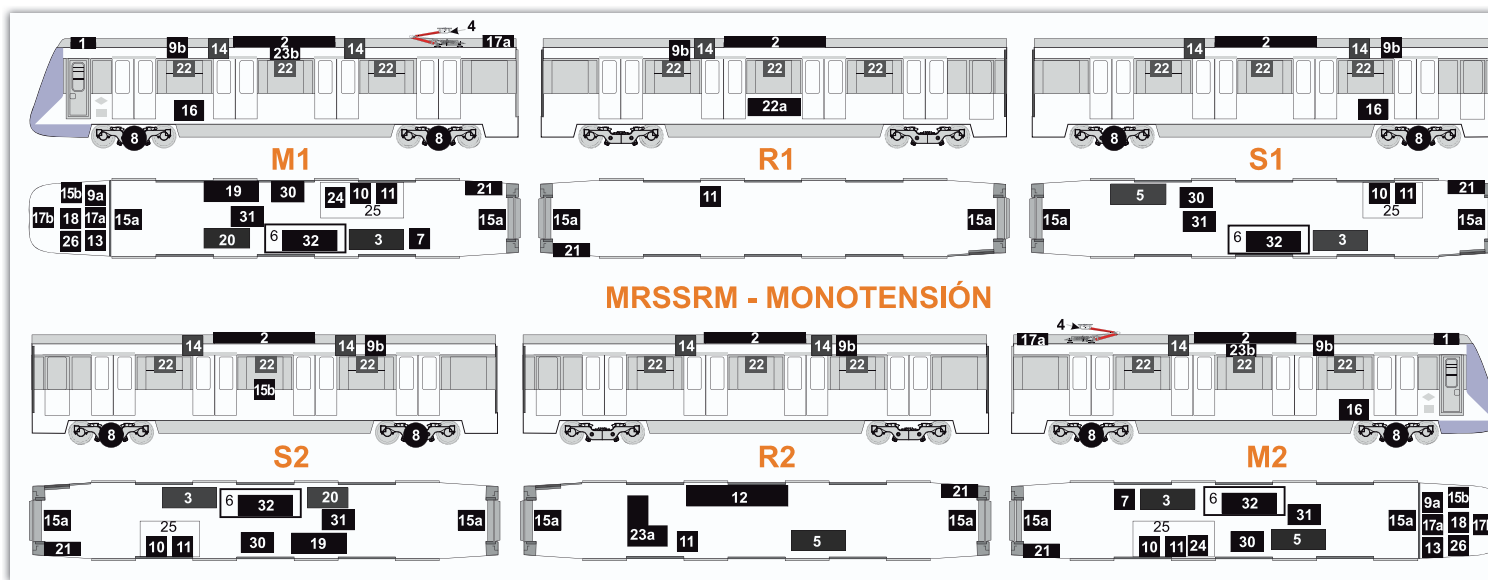 4
1 9b 14 2 14 17a 9b 14 2 14 2 14 9b
23b
22 22 22 22 22 22 22 22 22
16 22a 16
8 8 8 8
M1 R1 S1
15b 9a 19 30 24 10 11 21 11 5 30 10 11 21
25 25
17b 18 17a 15a 31 15a 15a 15a 15a 31 15a
26 13 20 6 32 3 7 21 6 32 3
MRSSRM - MONOTENSIÓN
4
14 2 14 9b 14 2 14 9b 17a 14 2 9b 1
23b
22 22 22 22 22 22 22 22 22
15b 16
8 8 8 8
S2 R2 M2
3 6 32 20 12 21 7 3 6 32 9a 15b
15a 25 31 15a 15a 23a 15a 15a 25 31 15a 17a 18 17b
21 10 11 30 19 11 5 21 10 11 24 30 5 13 26